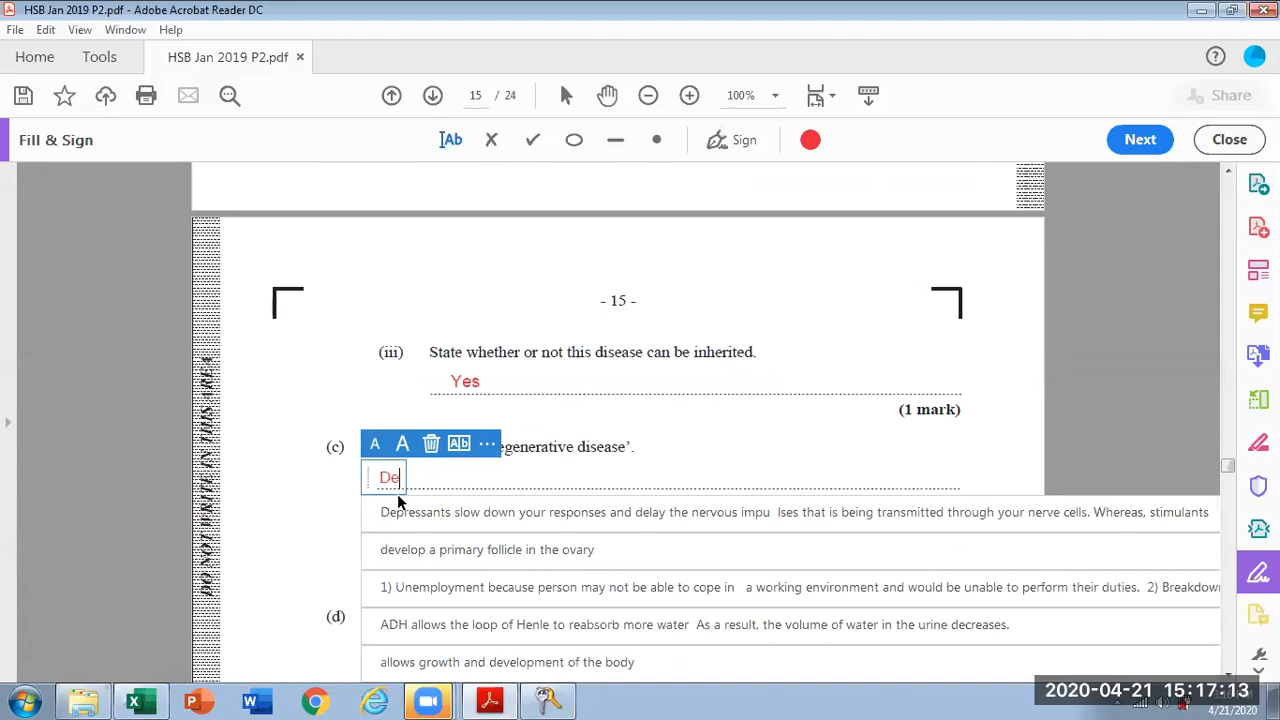 HSB Jan 2019 P2.pdf - Adobe Acrobat Reader DC
File Edit View Window Help
Home Tools HSB Jan 2019 P2.pdf ×
15 / 24 100% Share
Fill & Sign Ab Sign Next Close
- 15 -
(iii) State whether or not this disease can be inherited.
Yes
(1 mark)
A A Ab ...
(c) egenerative disease'.
De
Depressants slow down your responses and delay the nervous impu lses that is being transmitted through your nerve cells. Whereas, stimulants
develop a primary follicle in the ovary
1) Unemployment because person may not be able to cope in a working environment and would be unable to perform their duties. 2) Breakdown
(d)
ADH allows the loop of Henle to reabsorb more water As a result, the volume of water in the urine decreases.
allows growth and development of the body
2020-04-21 15:17:13
4/21/2020